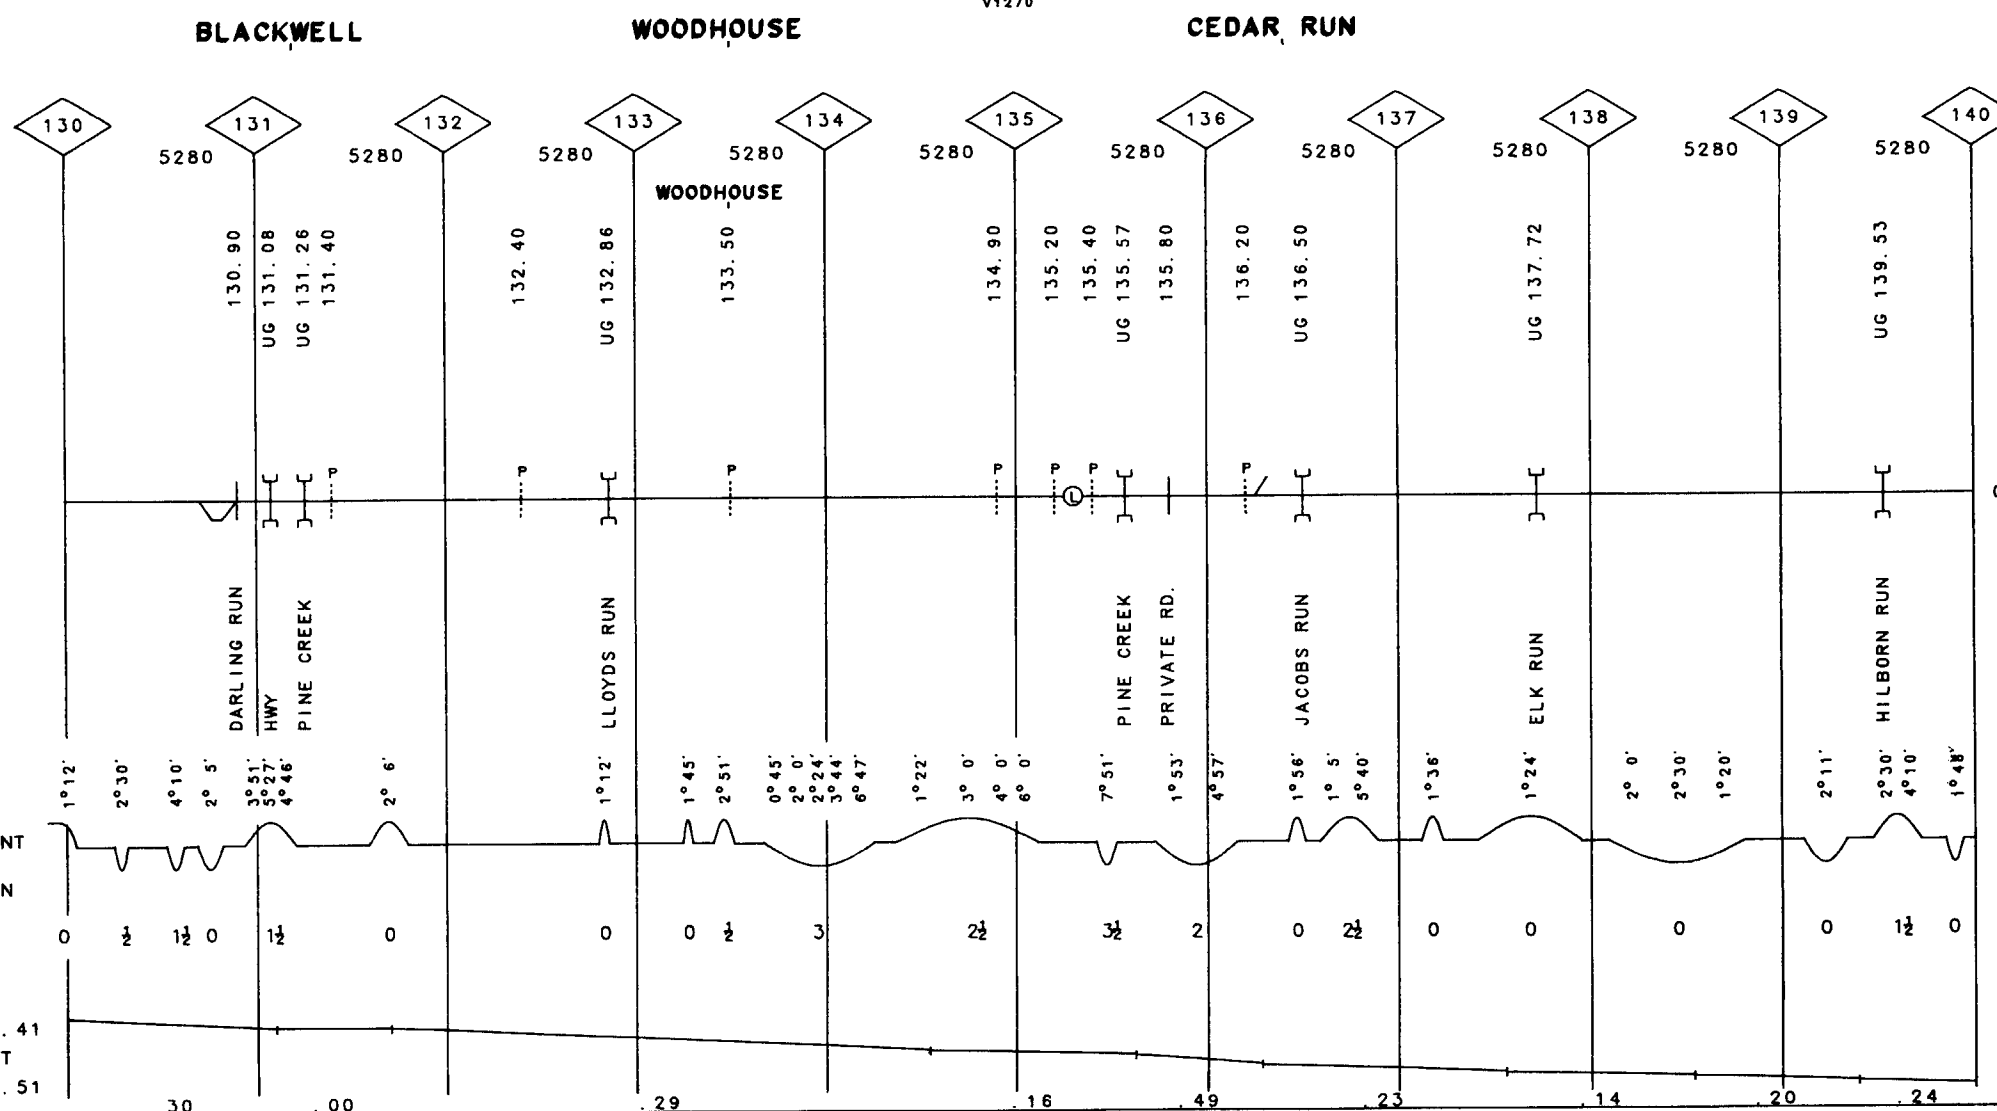 V1270
BLACKWELL WOODHOUSE CEDAR RUN
130 131 132 133 134 135 136 137 138 139 140
5280 5280 5280 5280 5280 5280 5280 5280 5280 5280
WOODHOUSE
130.90
UG 131.08
UG 131.26
131.40
132.40
UG 132.86
133.50
134.90
135.20
135.40
UG 135.57
135.80
136.20
UG 136.50
UG 137.72
UG 139.53
P P P P P L P P
DARLING RUN
HWY
PINE CREEK
LLOYDS RUN
PINE CREEK
PRIVATE RD.
JACOBS RUN
ELK RUN
HILBORN RUN
1°12'
2°30'
4°10'
2° 5'
3°51'
5°27'
4°46'
2° 6'
1°12'
1°45'
2°51'
0°45'
2° 0'
2°24'
3°44'
6°47'
1°22'
3° 0'
4° 0'
6° 0'
7°51'
1°53'
4°57'
1°56'
1° 5'
5°40'
1°36'
1°24'
2° 0'
2°30'
1°20'
2°11'
2°30'
4°10'
NT
N
0 ½ 1½ 0 1½ 0 0 0 ½ 3 2½ 3½ 2 0 2½ 0 0 0 0 1½ 0
.41
T
.51
.30 .00 .29 .16 .49 .23 .14 .20 .24